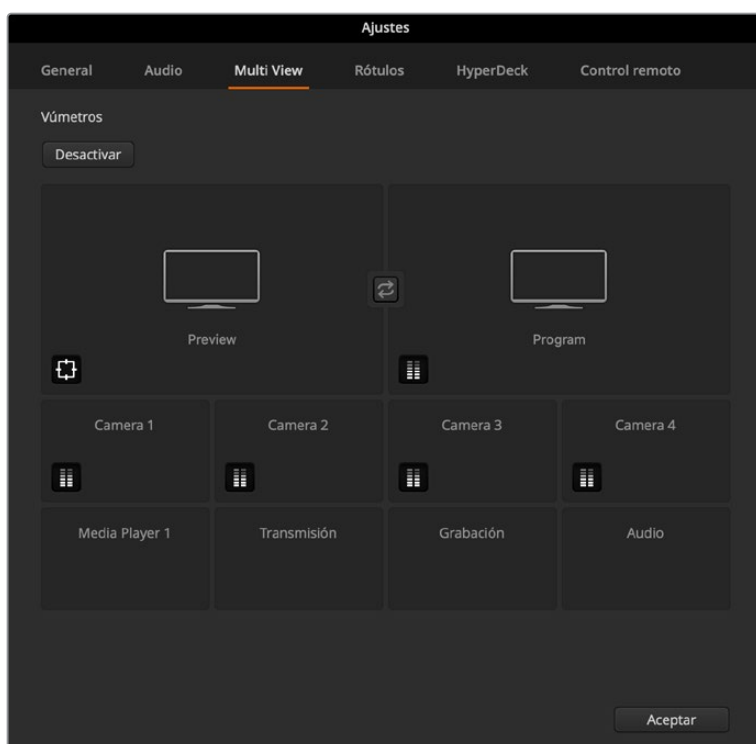 Ajustes
General Audio Multi View Rótulos HyperDeck Control remoto
Vúmetros
Desactivar
Preview Program
Camera 1 Camera 2 Camera 3 Camera 4
Media Player 1 Transmisión Grabación Audio
Aceptar